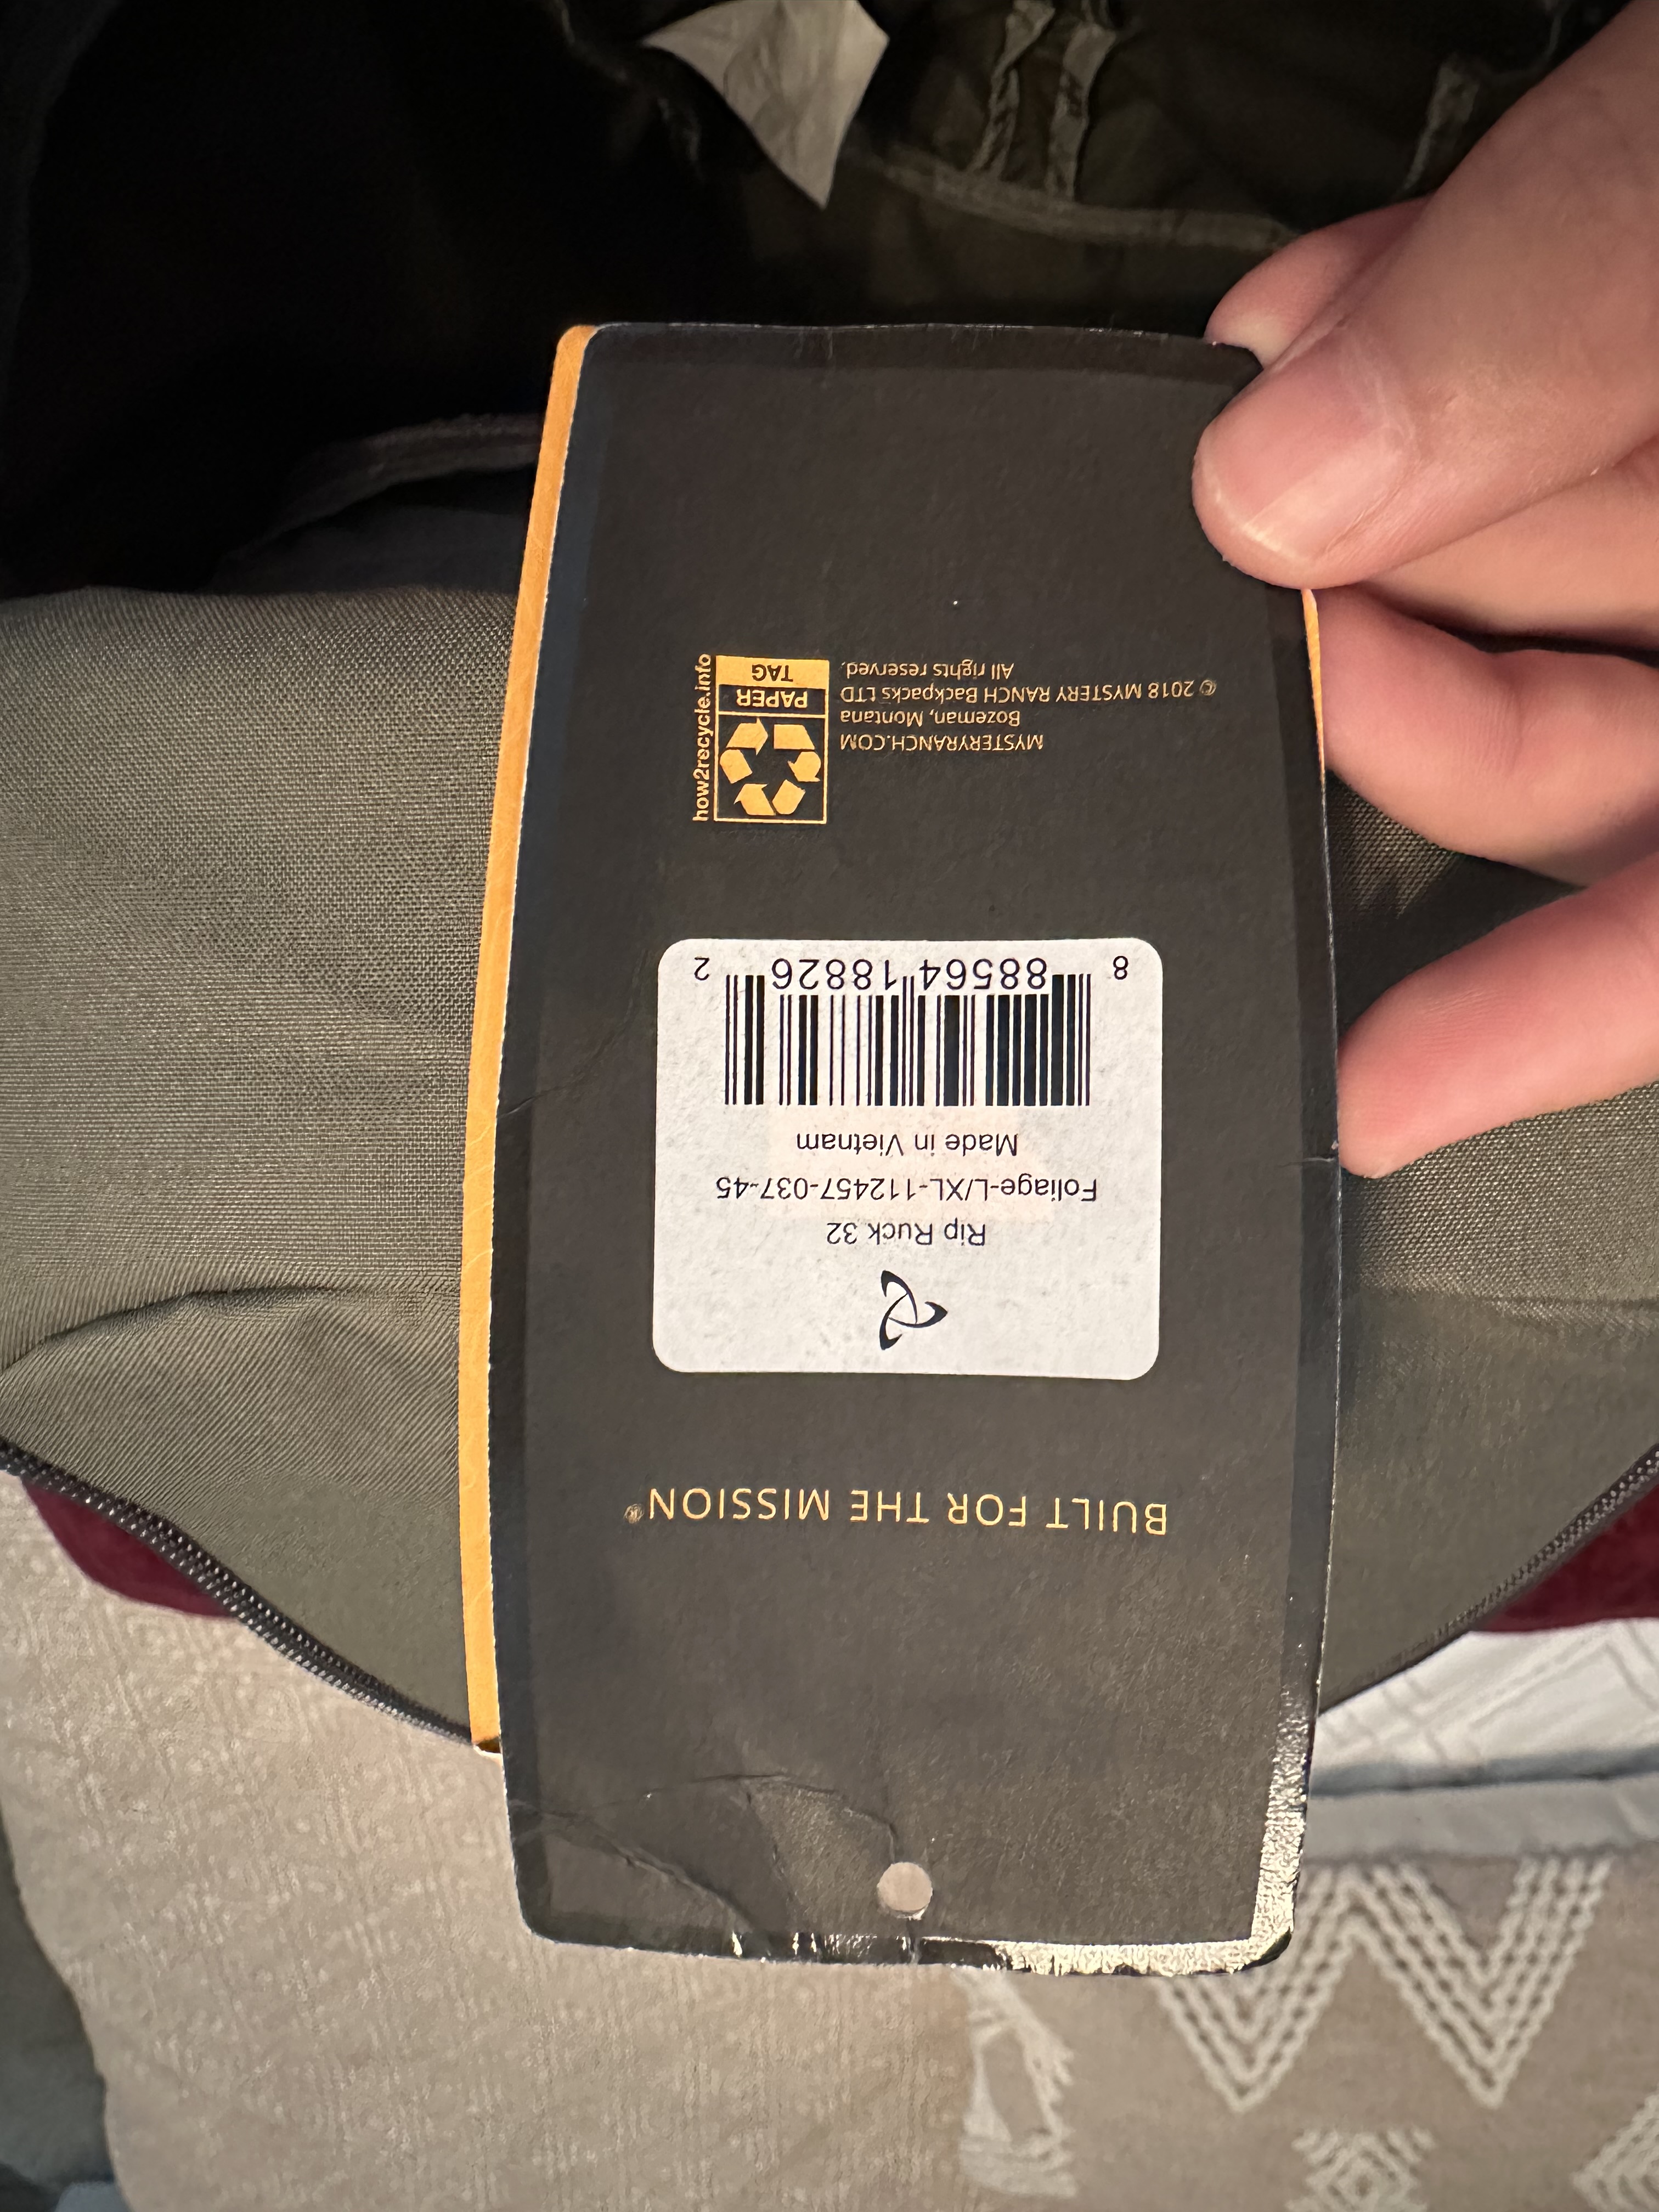 BUILT FOR THE MISSION®
Rip Ruck 32
Foliage-L/XL-112457-037-45
Made in Vietnam
8 88564 18826 2
MYSTERYRANCH.COM
Bozeman, Montana
© 2018 MYSTERY RANCH Backpacks LTD
All rights reserved.
PAPER
TAG
how2recycle.info